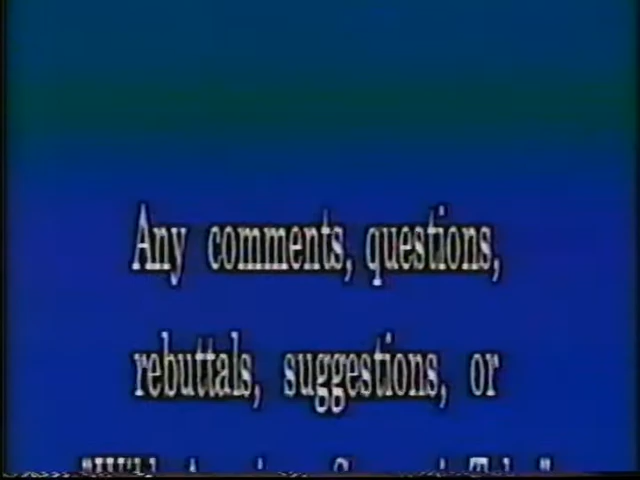 Any comments, questions,
rebuttals, suggestions, or